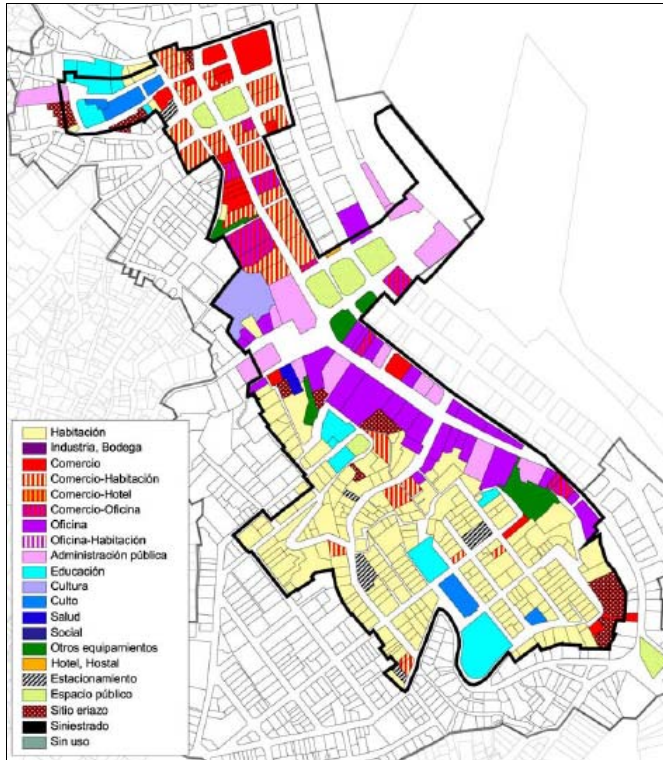 Habitación
Industria, Bodega
Comercio
Comercio-Habitación
Comercio-Hotel
Comercio-Oficina
Oficina
Oficina-Habitación
Administración pública
Educación
Cultura
Culto
Salud
Social
Otros equipamientos
Hotel, Hostal
Estacionamiento
Espacio público
Sitio eriazo
Siniestrado
Sin uso